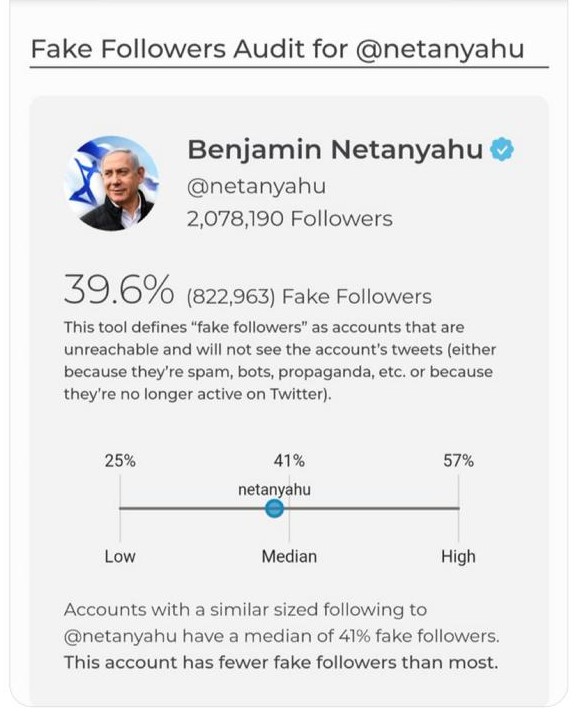 Fake Followers Audit for @netanyahu
Benjamin Netanyahu
@netanyahu
2,078,190 Followers
39.6% (822,963) Fake Followers
This tool defines “fake followers” as accounts that are
unreachable and will not see the account’s tweets (either
because they’re spam, bots, propaganda, etc. or because
they’re no longer active on Twitter).
25% 41% 57%
netanyahu
Low Median High
Accounts with a similar sized following to
@netanyahu have a median of 41% fake followers.
This account has fewer fake followers than most.